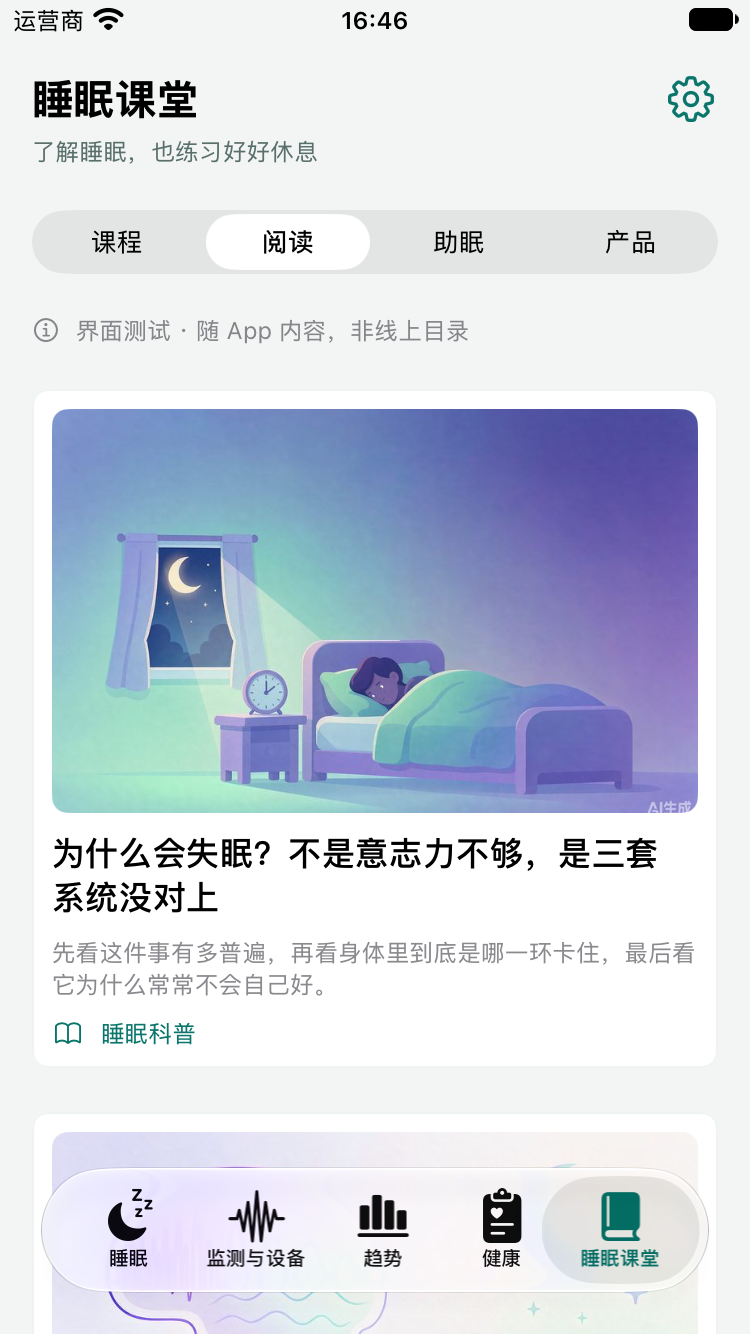 运营商
16:46
睡眠课堂
了解睡眠，也练习好好休息
课程
阅读
助眠
产品
界面测试 · 随 App 内容，非线上目录
AI生成
为什么会失眠？不是意志力不够，是三套
系统没对上
先看这件事有多普遍，再看身体里到底是哪一环卡住，最后看
它为什么常常不会自己好。
睡眠科普
睡眠
监测与设备
趋势
健康
睡眠课堂